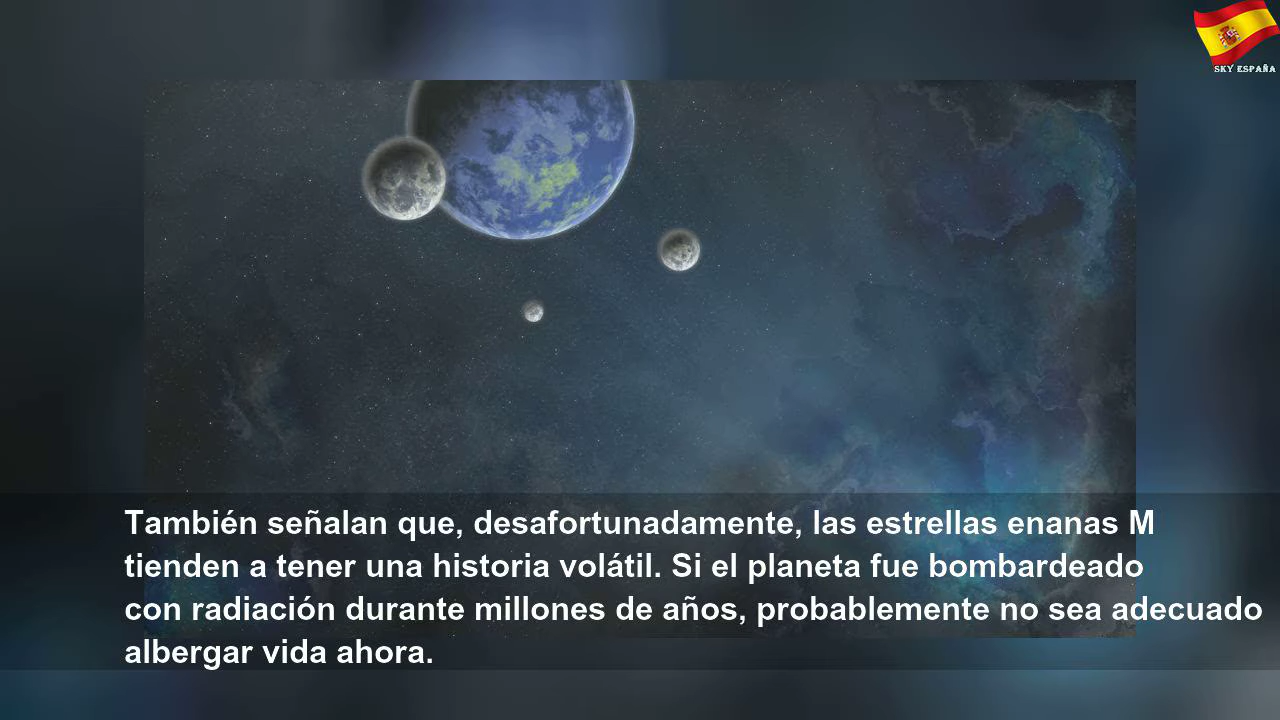 SKY ESPAÑA
También señalan que, desafortunadamente, las estrellas enanas M
tienden a tener una historia volátil. Si el planeta fue bombardeado
con radiación durante millones de años, probablemente no sea adecuado
albergar vida ahora.